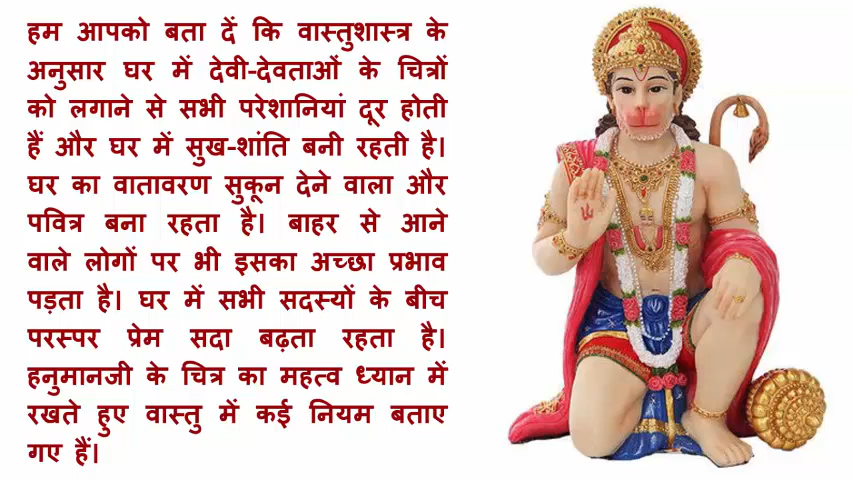 हम आपको बता दें कि वास्तुशास्त्र के
अनुसार घर में देवी-देवताओं के चित्रों
को लगाने से सभी परेशानियां दूर होती
हैं और घर में सुख-शांति बनी रहती है।
घर का वातावरण सुकून देने वाला और
पवित्र बना रहता है। बाहर से आने
वाले लोगों पर भी इसका अच्छा प्रभाव
पड़ता है। घर में सभी सदस्यों के बीच
परस्पर प्रेम सदा बढ़ता रहता है।
हनुमानजी के चित्र का महत्व ध्यान में
रखते हुए वास्तु में कई नियम बताए
गए हैं।